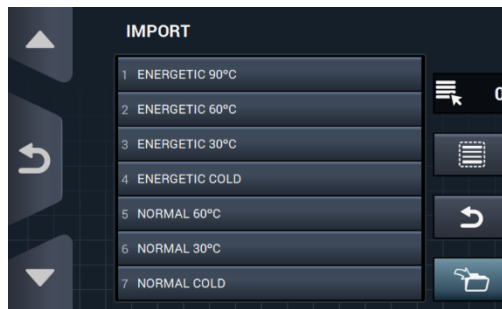 IMPORT
1 ENERGETIC 90ºC
2 ENERGETIC 60ºC
3 ENERGETIC 30ºC
4 ENERGETIC COLD
5 NORMAL 60ºC
6 NORMAL 30ºC
7 NORMAL COLD
0